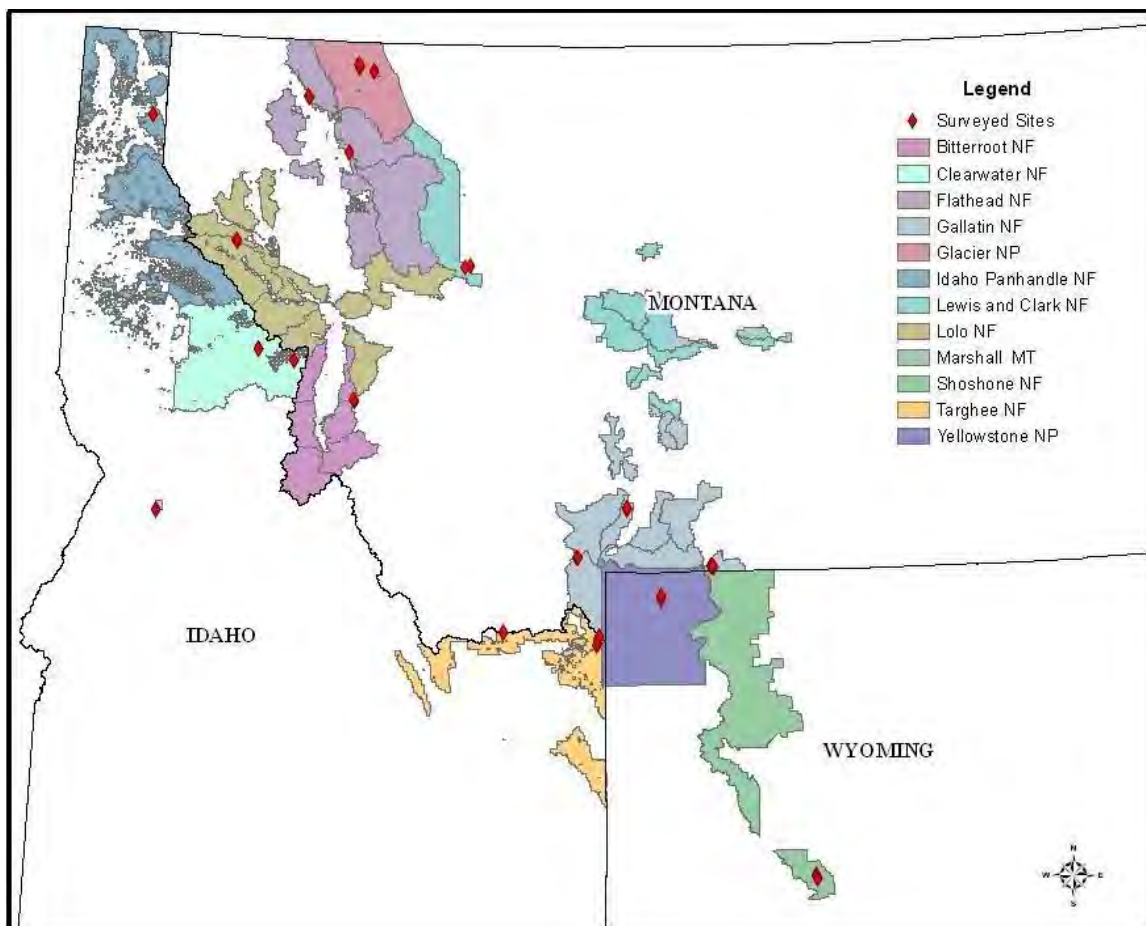 Legend
Surveyed Sites
Bitterroot NF
Clearwater NF
Flathead NF
Gallatin NF
Glacier NP
Idaho Panhandle NF
Lewis and Clark NF
Lolo NF
Marshall MT
Shoshone NF
Targhee NF
Yellowstone NP
MONTANA
IDAHO
WYOMING
N
W E
S